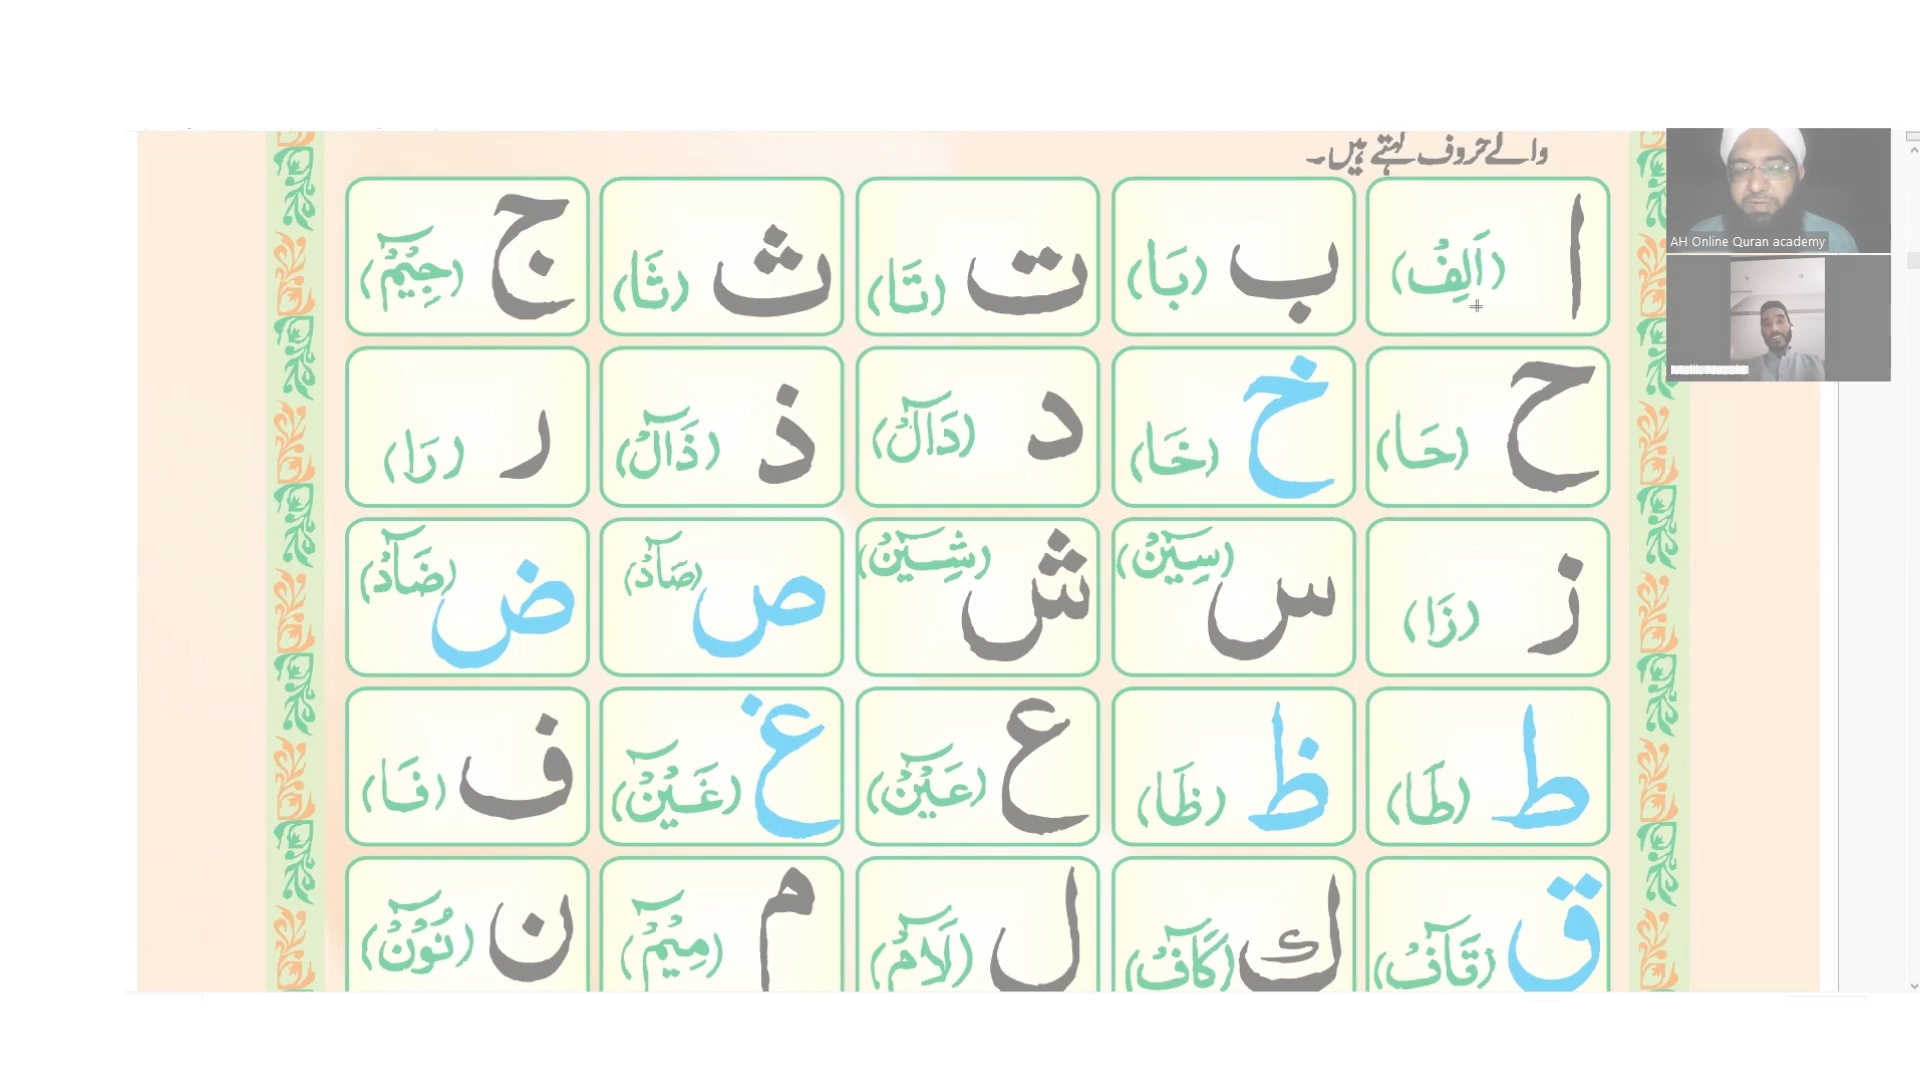 والے حروف کہتے ہیں۔
ا (اَلِفْ) ب (بَا) ت (تَا) ث (ثَا) ج (جِيْمْٓ)
ح (حَا) خ (خَا) د (دَالْٓ) ذ (ذَالْٓ) ر (رَا)
ز (زَا) س (سِيْنْٓ) ش (شِيْنْٓ) ص (صَادْٓ) ض (ضَادْٓ)
ط (طَا) ظ (ظَا) ع (عَيْنْٓ) غ (غَيْنْٓ) ف (فَا)
ق (قَافْٓ) ك (كَافْٓ) ل (لَامْٓ) م (مِيْمْٓ) ن (نُوْنْٓ)
AH Online Quran academy